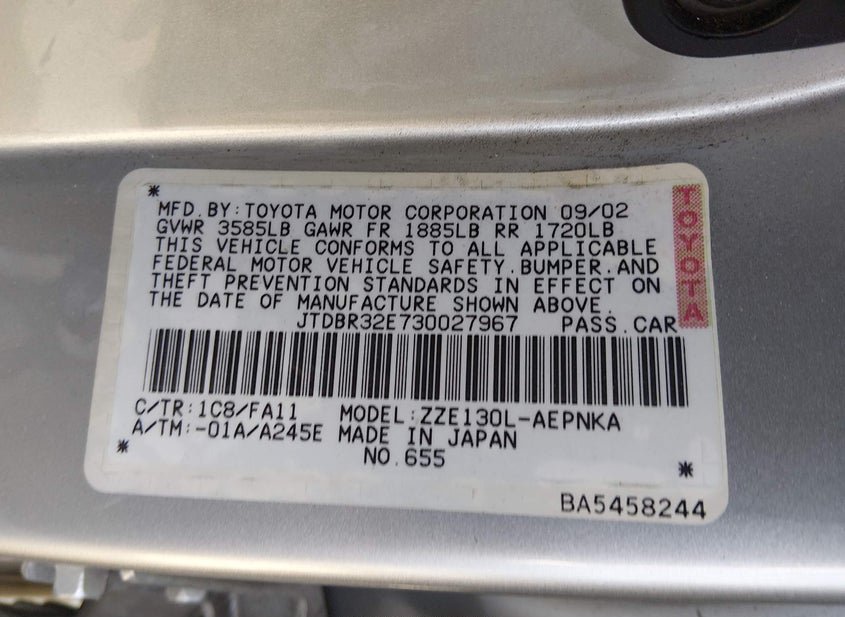 *
MFD.BY:TOYOTA MOTOR CORPORATION 09/02
GVWR 3585LB GAWR FR 1885LB RR 1720LB
THIS VEHICLE CONFORMS TO ALL APPLICABLE
FEDERAL MOTOR VEHICLE SAFETY.BUMPER.AND
THEFT PREVENTION STANDARDS IN EFFECT ON
THE DATE OF MANUFACTURE SHOWN ABOVE.
JTDBR32E730027967 PASS.CAR
TOYOTA
C/TR:1C8/FA11 MODEL:ZZE130L-AEPNKA
A/TM:-01A/A245E MADE IN JAPAN
* NO.655 *
BA5458244